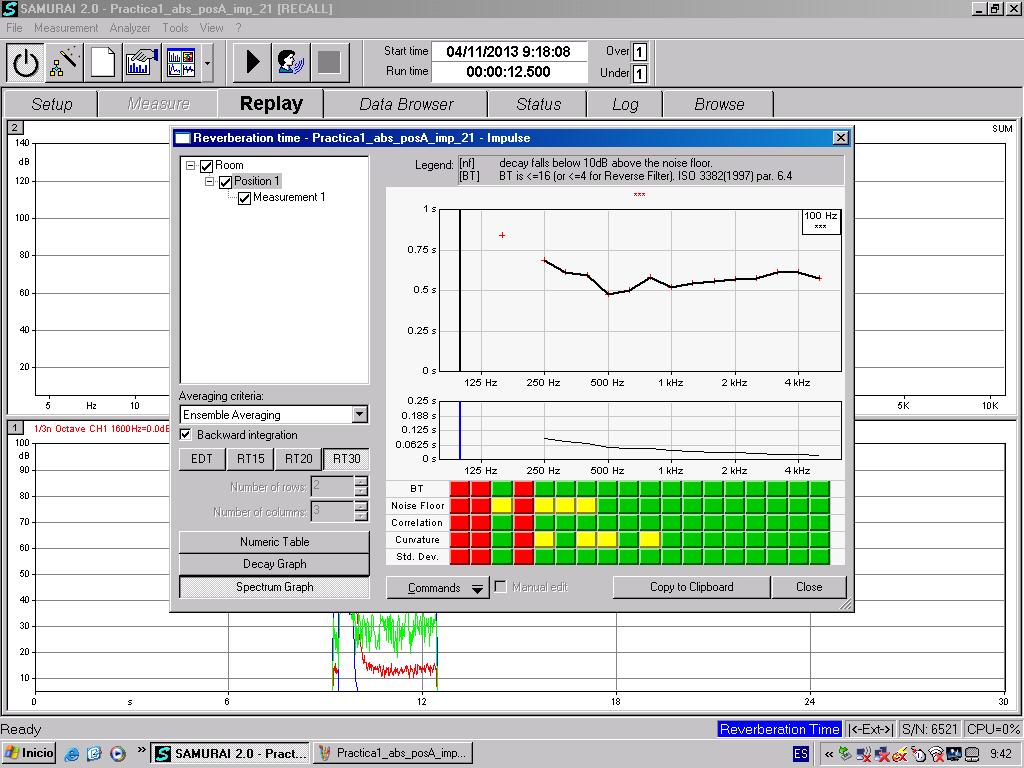 SAMURAI 2.0 - Practica1_abs_posA_imp_21 [RECALL]
File Measurement Analyzer Tools View ?
Start time 04/11/2013 9:18:08 Over 1
Run time 00:00:12.500 Under 1
Setup Measure Replay Data Browser Status Log Browse
2 SUM
140
dB
120
100
80
60
40
20
5 Hz 10 5K 10K
Reverberation time - Practica1_abs_posA_imp_21 - Impulse
Room
Position 1
Measurement 1
Legend: [nf] decay falls below 10dB above the noise floor.
[BT] BT is <=16 (or <=4 for Reverse Filter). ISO 3382(1997) par. 6.4
***
1 s
0.75 s
0.5 s
0.25 s
0 s
100 Hz
***
125 Hz 250 Hz 500 Hz 1 kHz 2 kHz 4 kHz
0.25 s
0.188 s
0.125 s
0.0625 s
0 s
125 Hz 250 Hz 500 Hz 1 kHz 2 kHz 4 kHz
BT
Noise Floor
Correlation
Curvature
Std. Dev.
Averaging criteria:
Ensemble Averaging
Backward integration
EDT RT15 RT20 RT30
Number of rows: 2
Number of columns: 3
Numeric Table
Decay Graph
Spectrum Graph
Commands Manual edit Copy to Clipboard Close
1 1/3n Octave CH1 1600Hz=0.0dB
100
dB
90
80
70
60
50
40
30
20
10
0 s 6 12 18 24 30
Ready Reverberation Time |<-Ext->| S/N: 6521 CPU=0%
Inicio » SAMURAI 2.0 - Pract... Practica1_abs_posA_imp... ES « 9:42